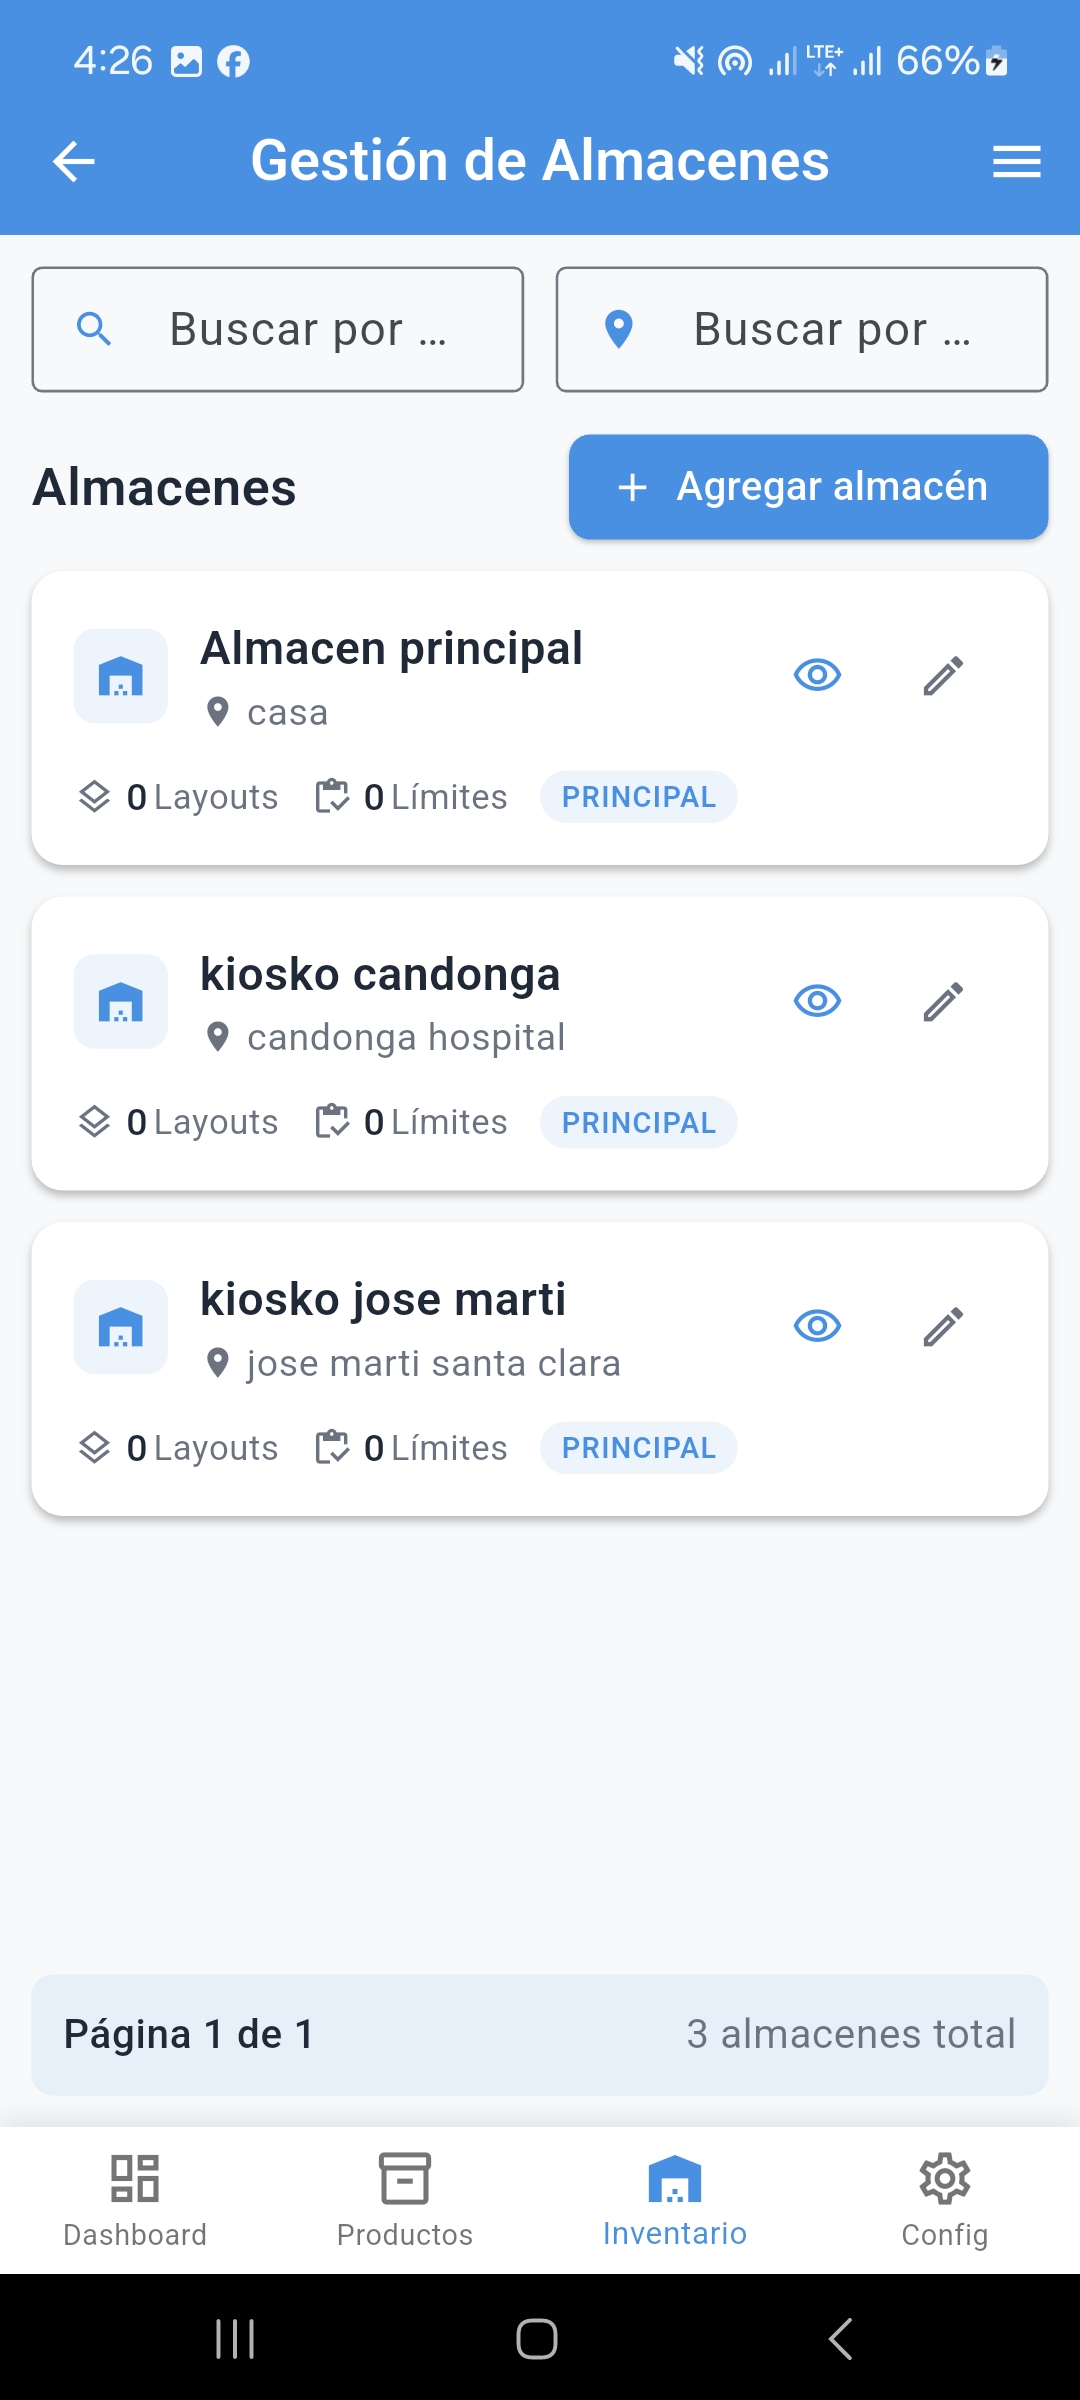 4:26 LTE+ 66%
Gestión de Almacenes
Buscar por ... Buscar por ...
Almacenes + Agregar almacén
Almacen principal
casa
0 Layouts 0 Límites PRINCIPAL
kiosko candonga
candonga hospital
0 Layouts 0 Límites PRINCIPAL
kiosko jose marti
jose marti santa clara
0 Layouts 0 Límites PRINCIPAL
Página 1 de 1 3 almacenes total
Dashboard Productos Inventario Config